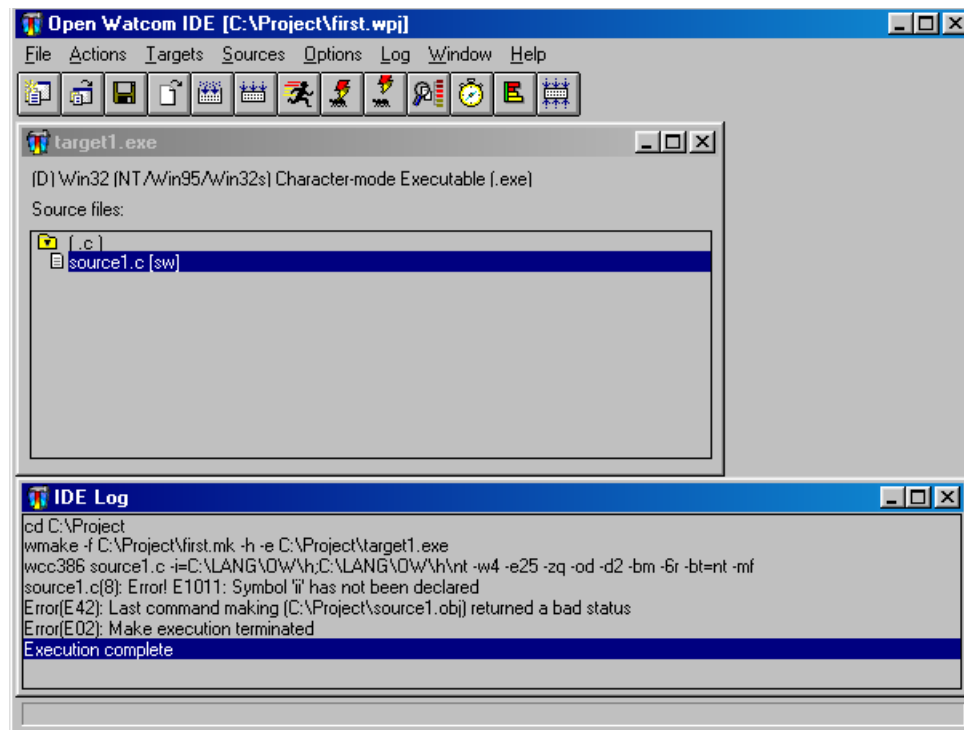 Open Watcom IDE [C:\Project\first.wpj]
File Actions Targets Sources Options Log Window Help
target1.exe
(D) Win32 (NT/Win95/Win32s) Character-mode Executable (.exe)
Source files:
(.c)
source1.c [sw]
IDE Log
cd C:\Project
wmake -f C:\Project\first.mk -h -e C:\Project\target1.exe
wcc386 source1.c -i=C:\LANG\OW\h;C:\LANG\OW\h\nt -w4 -e25 -zq -od -d2 -bm -6r -bt=nt -mf
source1.c(8): Error! E1011: Symbol 'ii' has not been declared
Error(E42): Last command making (C:\Project\source1.obj) returned a bad status
Error(E02): Make execution terminated
Execution complete